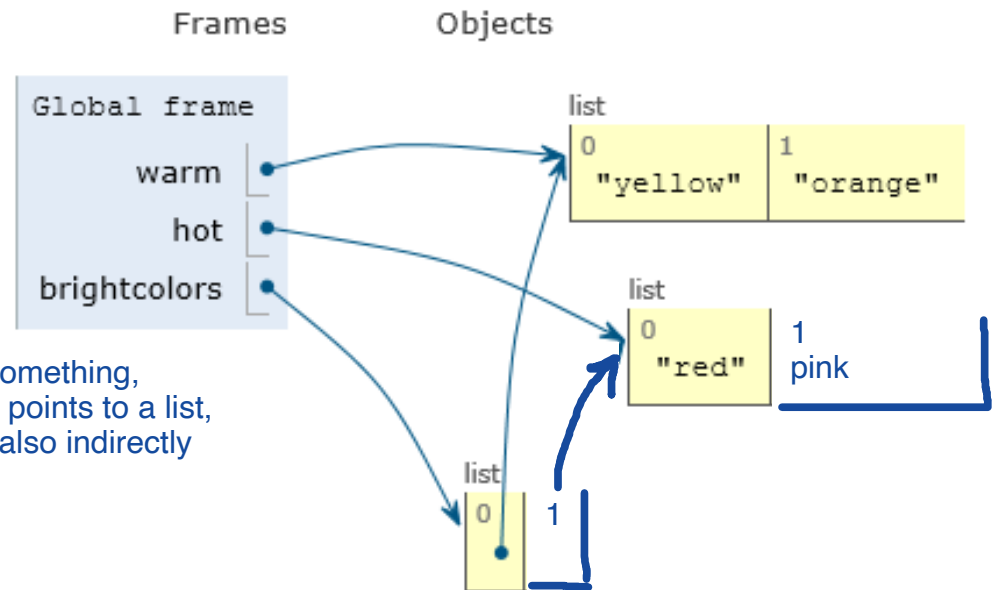 Frames Objects
Global frame
warm
hot
brightcolors
list
0 1
"yellow" "orange"
list
0 1
"red" pink
omething,
points to a list,
also indirectly
list
0 1